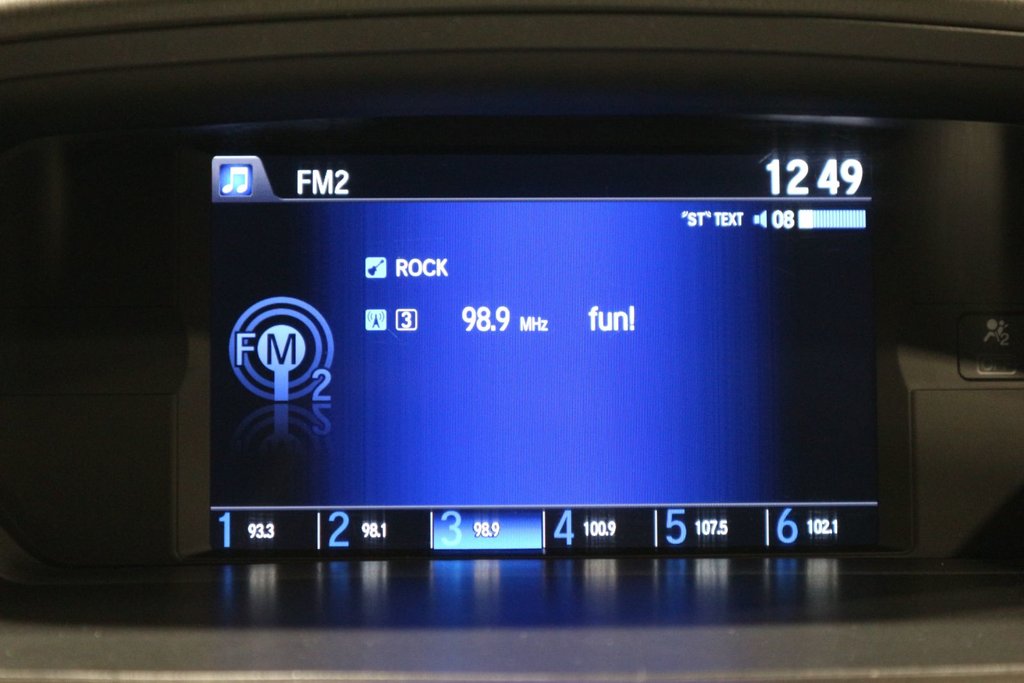 FM2 12 49
"ST" TEXT 08
ROCK
3 98.9 MHz fun!
FM2
1 93.3 2 98.1 3 98.9 4 100.9 5 107.5 6 102.1
2